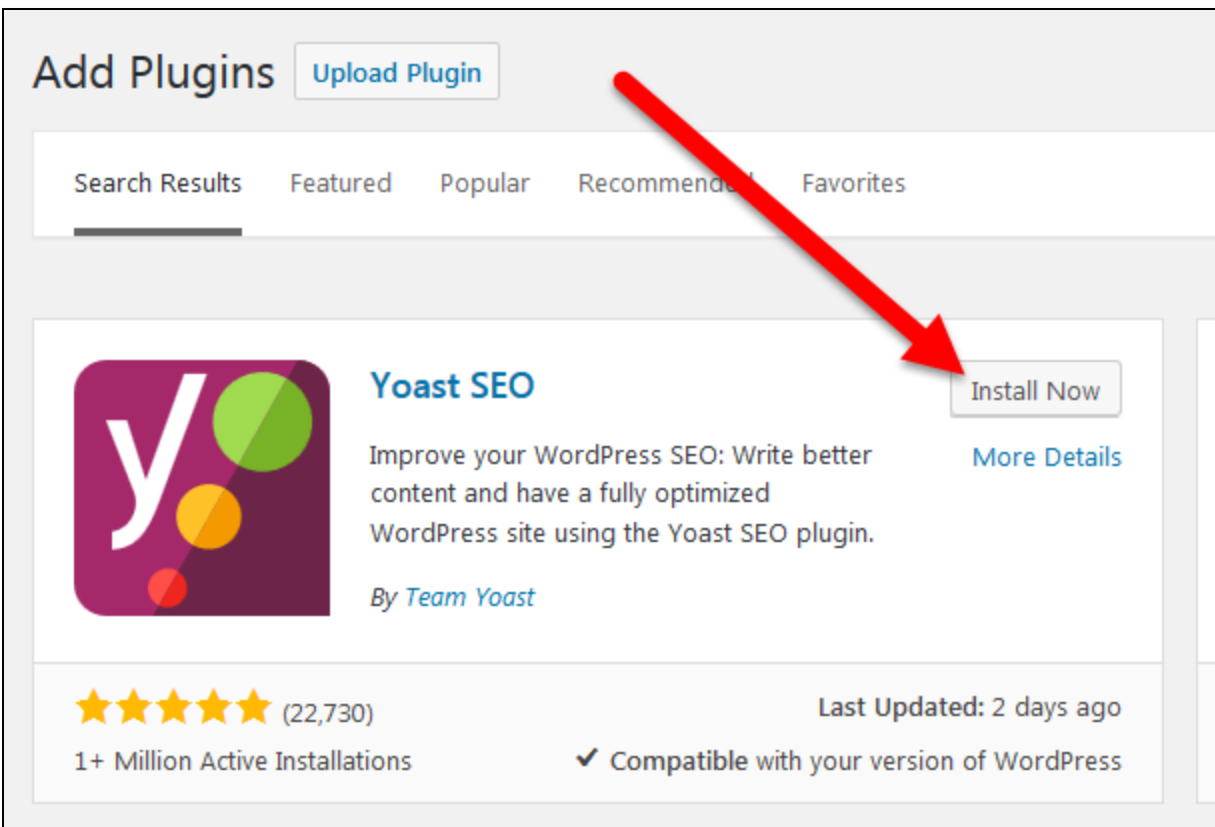 Add Plugins Upload Plugin
Search Results Featured Popular Recommended Favorites
y
Yoast SEO
Install Now
Improve your WordPress SEO: Write better
content and have a fully optimized
WordPress site using the Yoast SEO plugin.
More Details
By Team Yoast
(22,730)
Last Updated: 2 days ago
1+ Million Active Installations
✔ Compatible with your version of WordPress